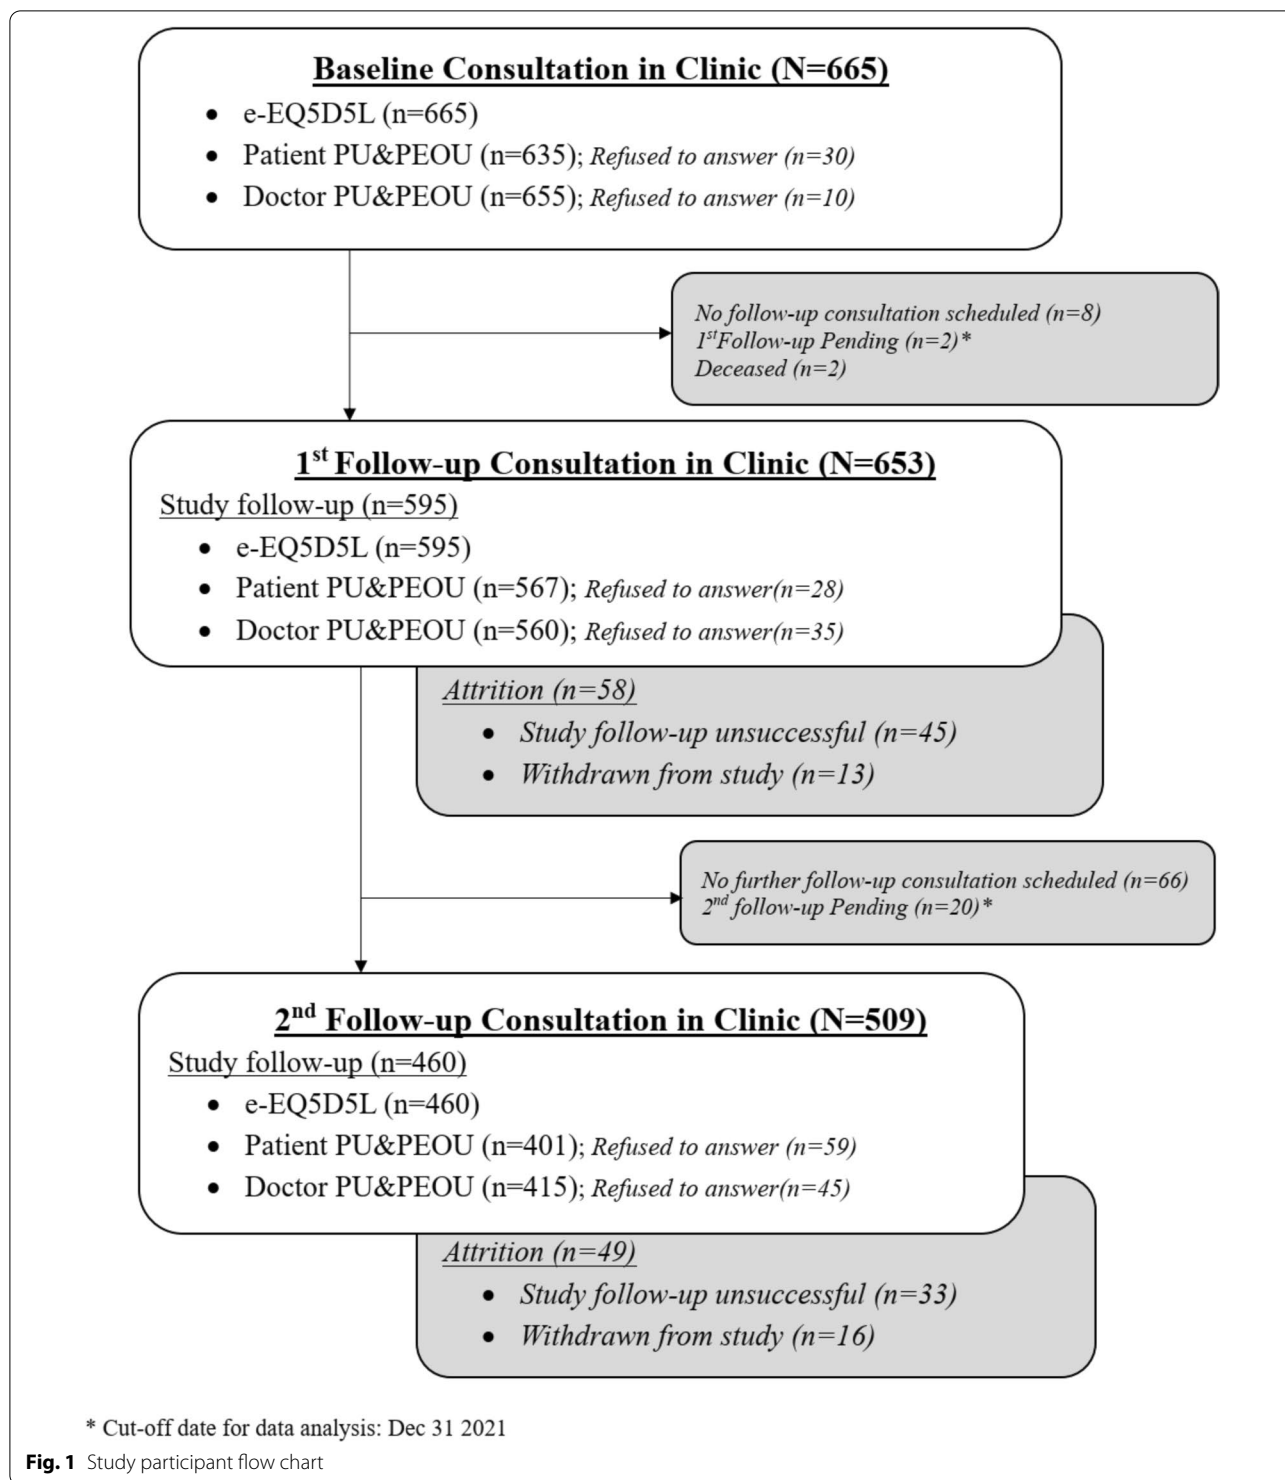 Baseline Consultation in Clinic (N=665)
• e-EQ5D5L (n=665)
• Patient PU&PEOU (n=635); Refused to answer (n=30)
• Doctor PU&PEOU (n=655); Refused to answer (n=10)
No follow-up consultation scheduled (n=8)
1st Follow-up Pending (n=2)*
Deceased (n=2)
1st Follow-up Consultation in Clinic (N=653)
Study follow-up (n=595)
• e-EQ5D5L (n=595)
• Patient PU&PEOU (n=567); Refused to answer(n=28)
• Doctor PU&PEOU (n=560); Refused to answer(n=35)
Attrition (n=58)
• Study follow-up unsuccessful (n=45)
• Withdrawn from study (n=13)
No further follow-up consultation scheduled (n=66)
2nd follow-up Pending (n=20)*
2nd Follow-up Consultation in Clinic (N=509)
Study follow-up (n=460)
• e-EQ5D5L (n=460)
• Patient PU&PEOU (n=401); Refused to answer (n=59)
• Doctor PU&PEOU (n=415); Refused to answer(n=45)
Attrition (n=49)
• Study follow-up unsuccessful (n=33)
• Withdrawn from study (n=16)
* Cut-off date for data analysis: Dec 31 2021
Fig. 1 Study participant flow chart